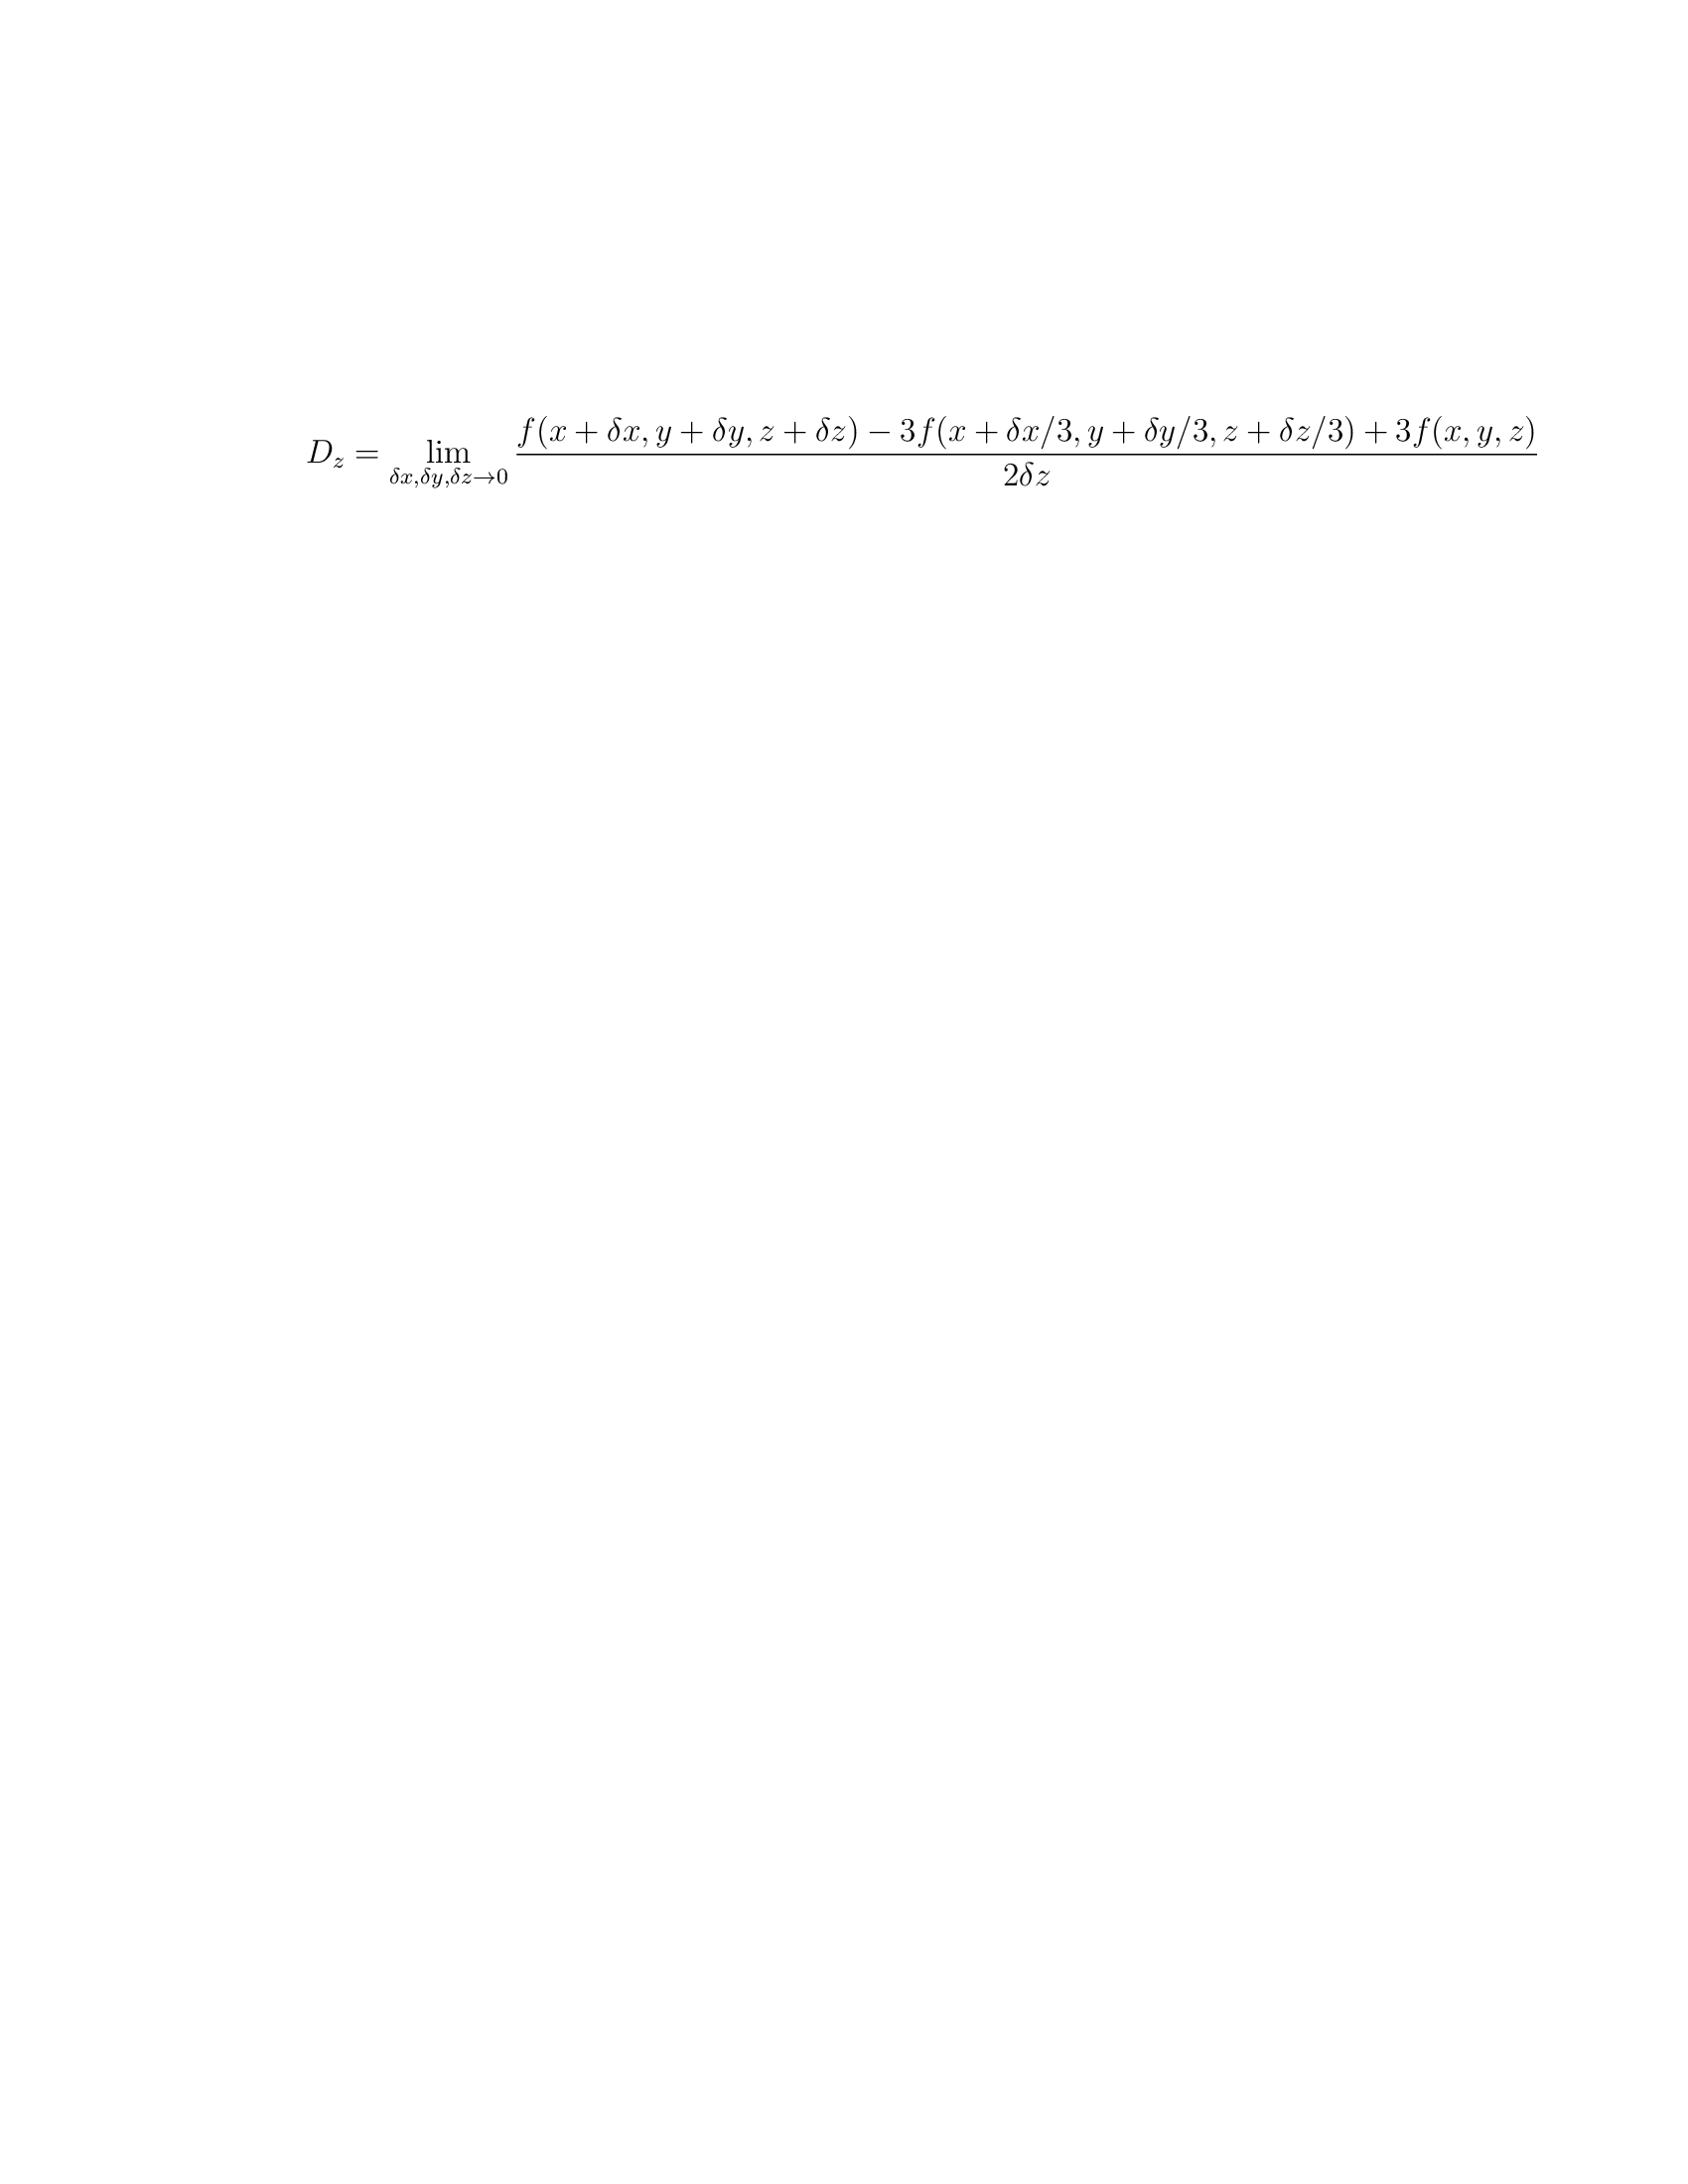 $D_z = \lim_{\delta x, \delta y, \delta z \to 0} \frac{f(x + \delta x, y + \delta y, z + \delta z) - 3f(x + \delta x/3, y + \delta y/3, z + \delta z/3) + 3f(x, y, z)}{2\delta z}$